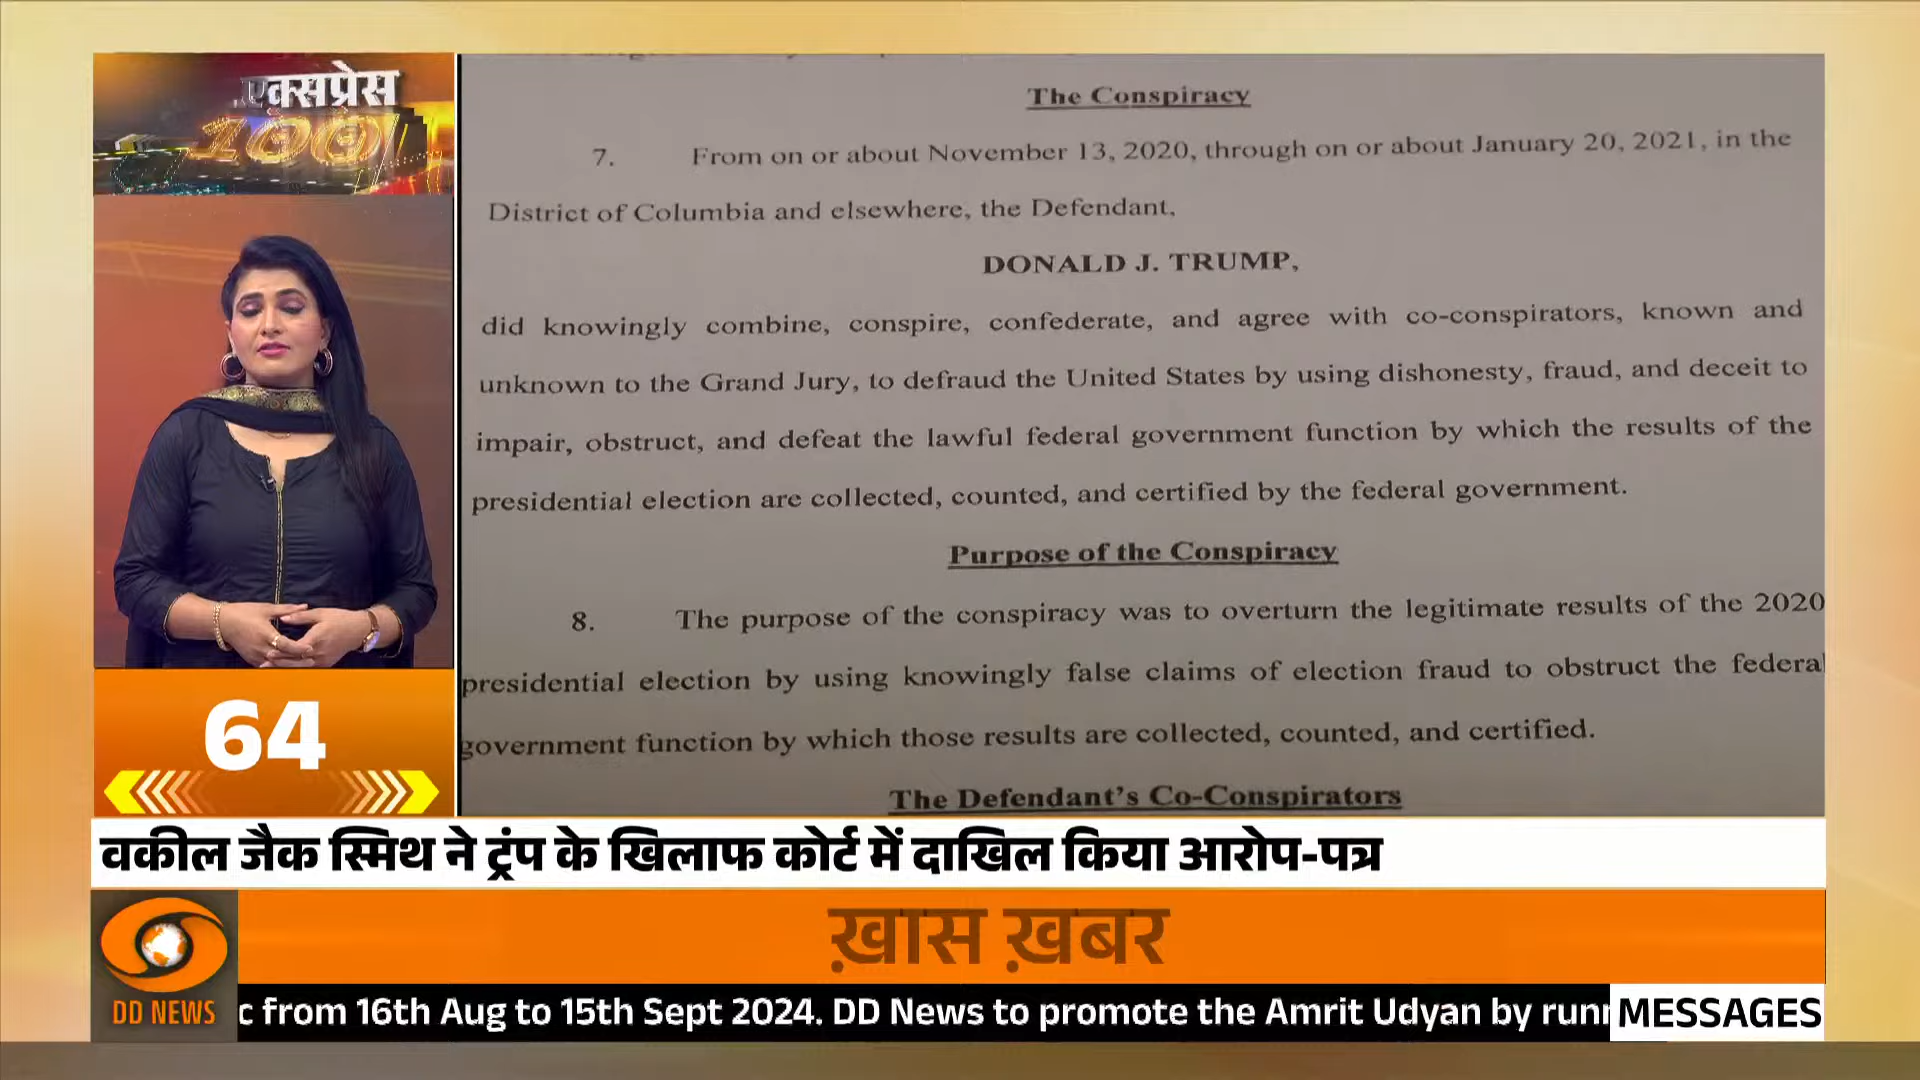 एक्सप्रेस
100
The Conspiracy
7. From on or about November 13, 2020, through on or about January 20, 2021, in the
District of Columbia and elsewhere, the Defendant,
DONALD J. TRUMP,
did knowingly combine, conspire, confederate, and agree with co-conspirators, known and
unknown to the Grand Jury, to defraud the United States by using dishonesty, fraud, and deceit to
impair, obstruct, and defeat the lawful federal government function by which the results of the
presidential election are collected, counted, and certified by the federal government.
Purpose of the Conspiracy
8. The purpose of the conspiracy was to overturn the legitimate results of the 2020
presidential election by using knowingly false claims of election fraud to obstruct the federal
government function by which those results are collected, counted, and certified.
The Defendant's Co-Conspirators
64
वकील जैक स्मिथ ने ट्रंप के खिलाफ कोर्ट में दाखिल किया आरोप-पत्र
ख़ास ख़बर
DD NEWS
c from 16th Aug to 15th Sept 2024. DD News to promote the Amrit Udyan by runn
MESSAGES